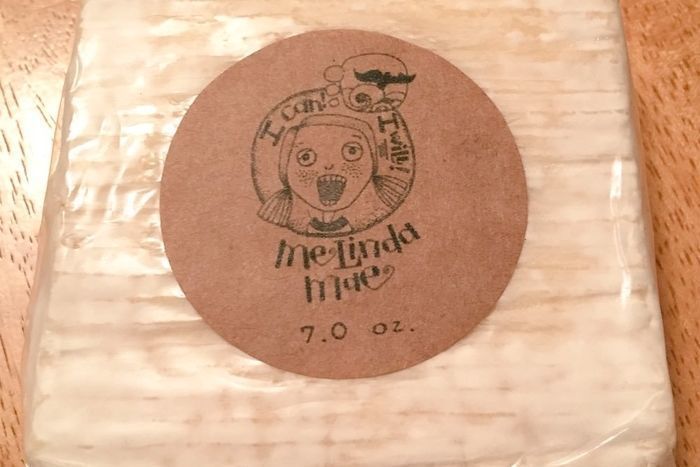 I can!
I will!
Melinda
Mae
7.0 oz.